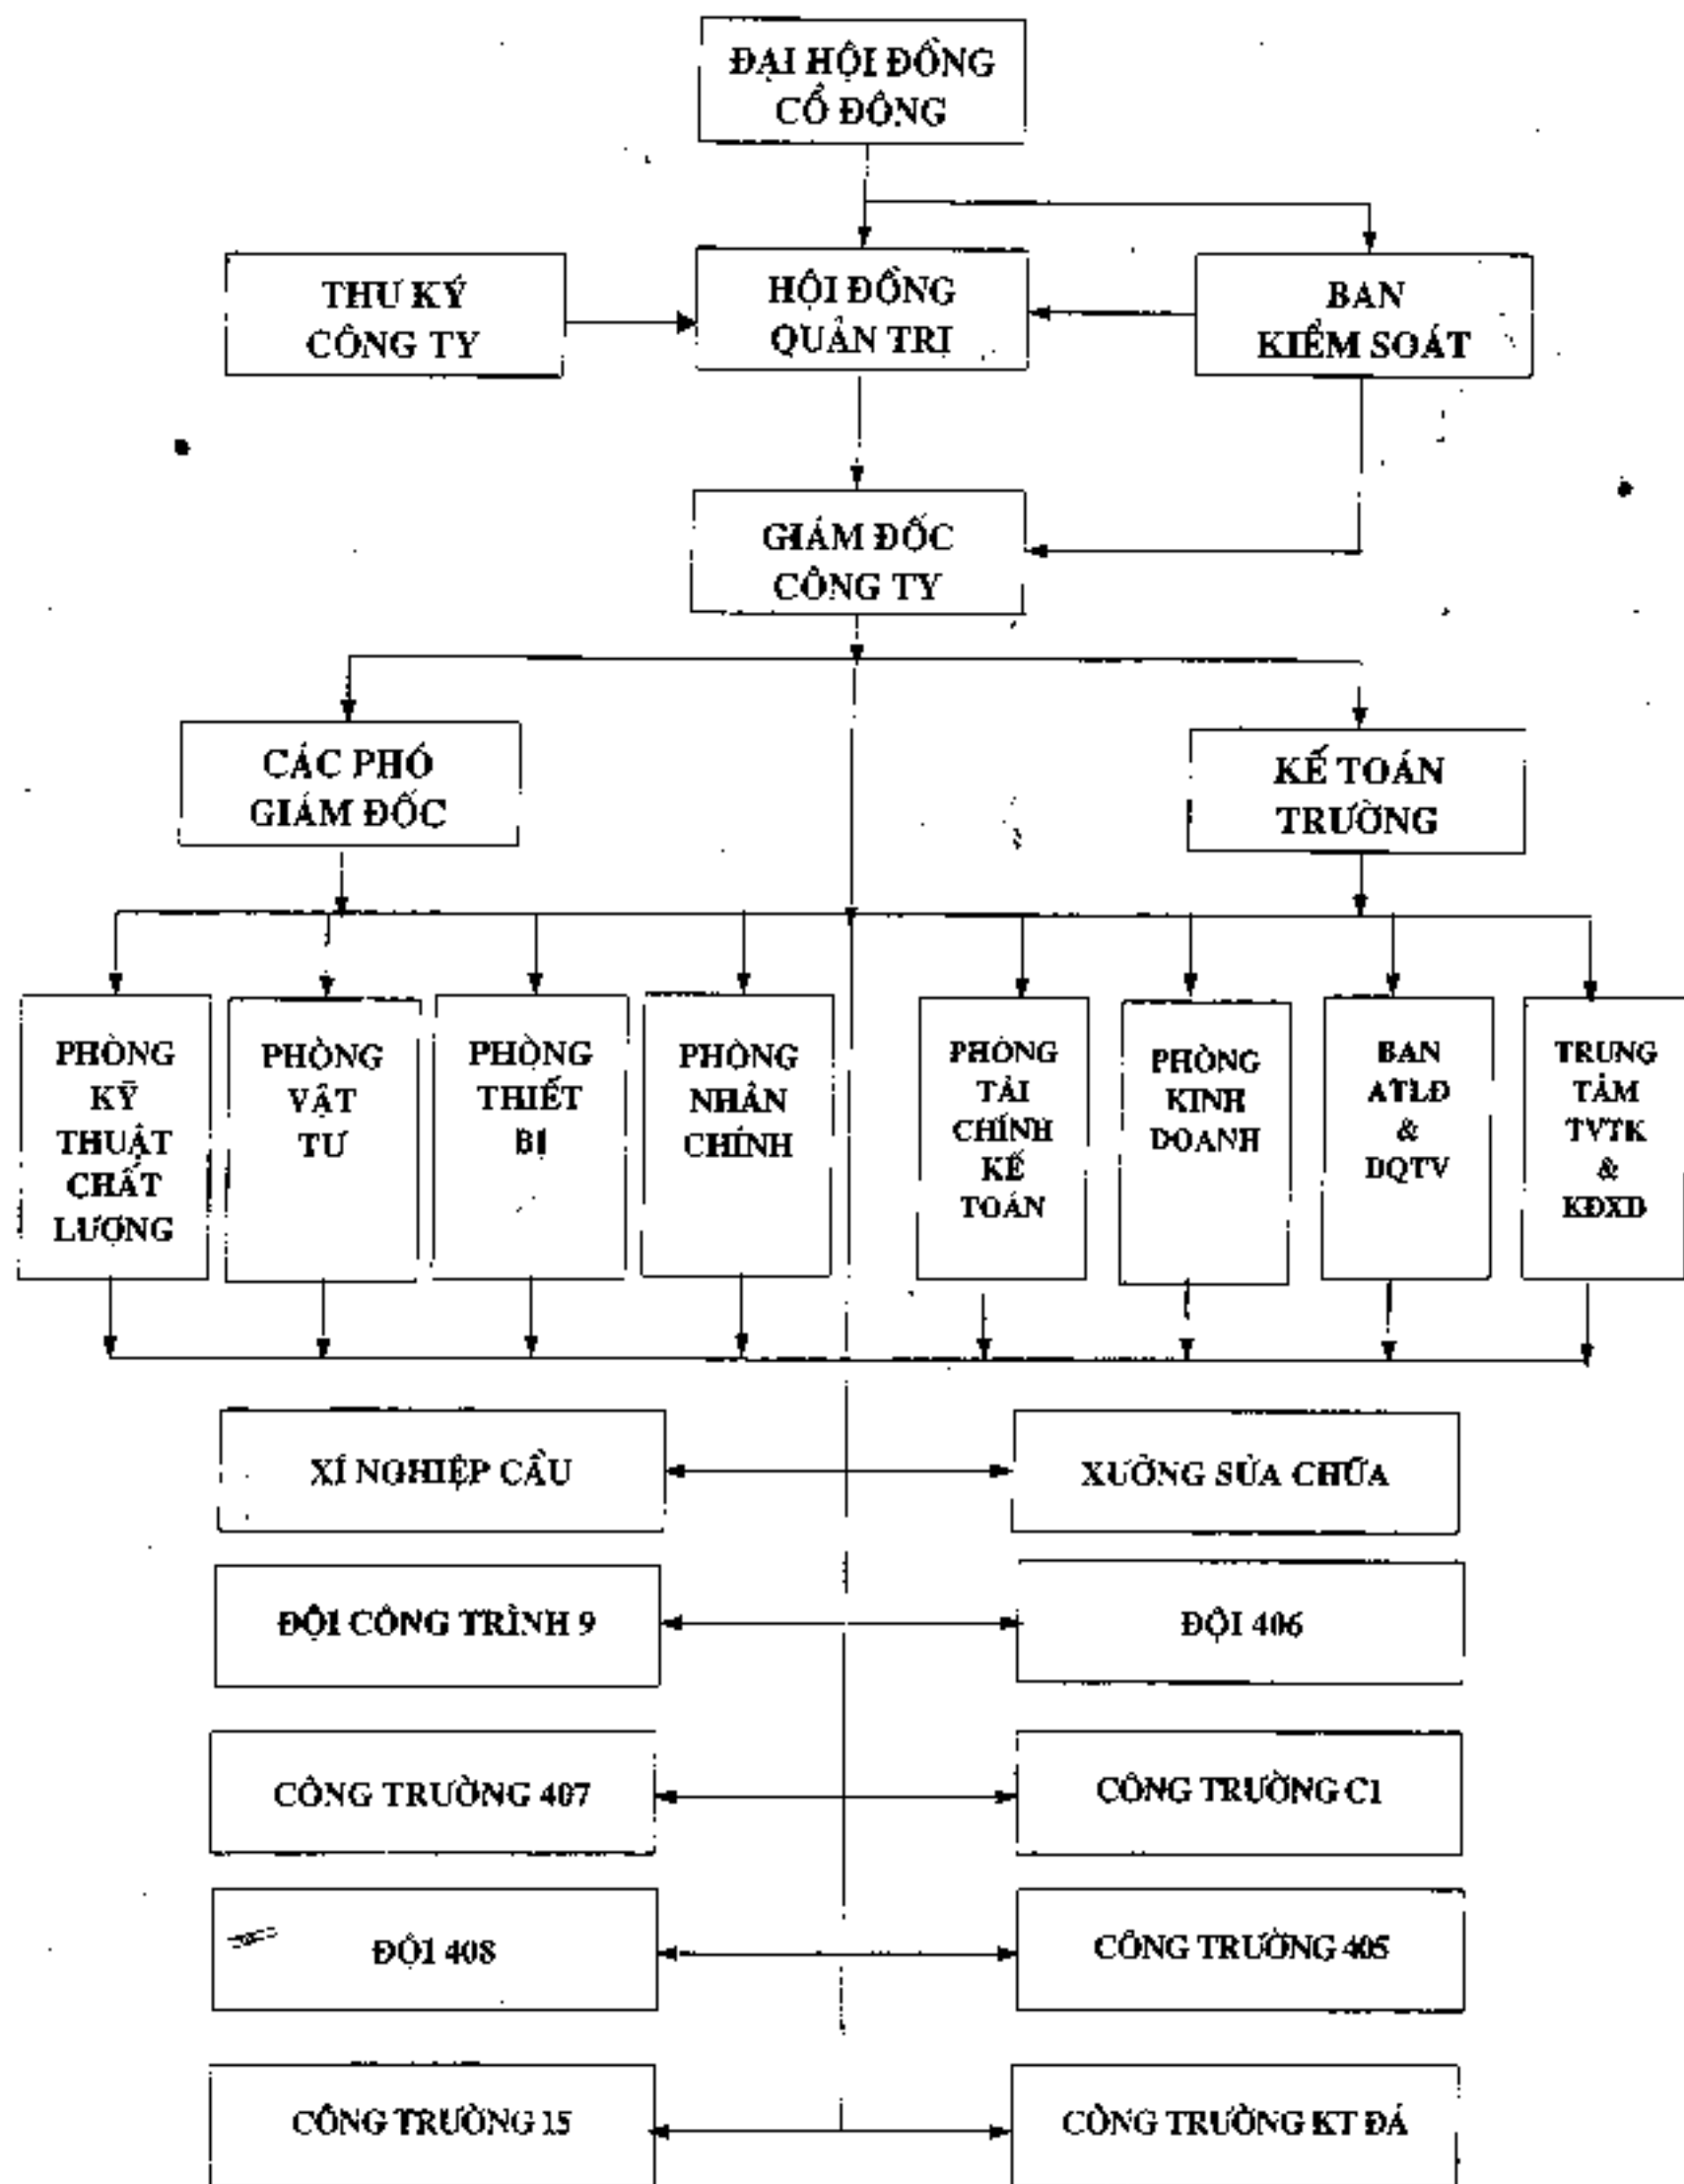 ĐẠI HỘI ĐỒNG
CỔ ĐÔNG
THƯ KÝ
CÔNG TY
HỘI ĐỒNG
QUẢN TRỊ
BAN
KIỂM SOÁT
GIÁM ĐỐC
CÔNG TY
CÁC PHÓ
GIÁM ĐỐC
KẾ TOÁN
TRƯỞNG
PHÒNG
KỸ
THUẬT
CHẤT
LƯỢNG
PHÒNG
VẬT
TƯ
PHÒNG
THIẾT
BỊ
PHÒNG
NHÂN
CHÍNH
PHÒNG
TÀI
CHÍNH
KẾ
TOÁN
PHÒNG
KINH
DOANH
BAN
ATLĐ
&
DQTV
TRUNG
TÂM
TVTK
&
KĐXD
XÍ NGHIỆP CẦU
XƯỞNG SỬA CHỮA
ĐỘI CÔNG TRÌNH 9
ĐỘI 406
CÔNG TRƯỜNG 407
CÔNG TRƯỜNG C1
ĐỘI 408
CÔNG TRƯỜNG 405
CÔNG TRƯỜNG 15
CÔNG TRƯỜNG KT ĐÁ